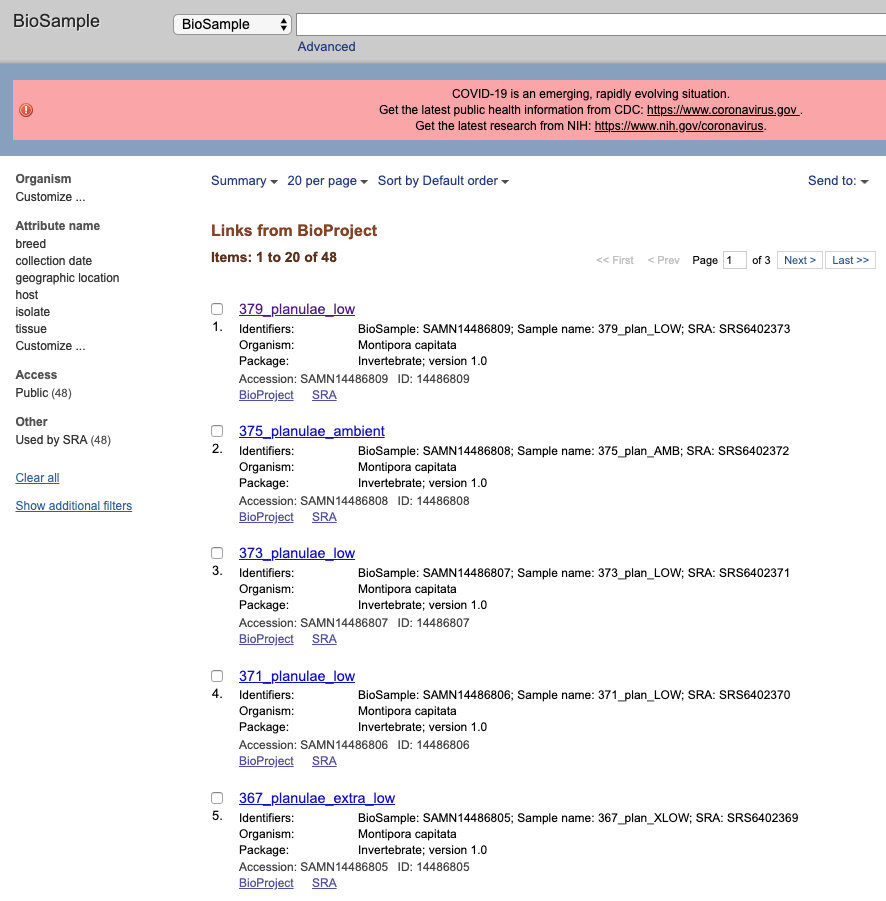 BioSample
BioSample
Advanced
COVID-19 is an emerging, rapidly evolving situation.
Get the latest public health information from CDC: https://www.coronavirus.gov .
Get the latest research from NIH: https://www.nih.gov/coronavirus.
Organism
Customize ...
Attribute name
breed
collection date
geographic location
host
isolate
tissue
Customize ...
Access
Public (48)
Other
Used by SRA (48)
Clear all
Show additional filters
Summary 20 per page Sort by Default order Send to:
Links from BioProject
Items: 1 to 20 of 48
<< First < Prev Page 1 of 3 Next > Last >>
379_planulae_low
1. Identifiers: BioSample: SAMN14486809; Sample name: 379_plan_LOW; SRA: SRS6402373
Organism: Montipora capitata
Package: Invertebrate; version 1.0
Accession: SAMN14486809 ID: 14486809
BioProject SRA
375_planulae_ambient
2. Identifiers: BioSample: SAMN14486808; Sample name: 375_plan_AMB; SRA: SRS6402372
Organism: Montipora capitata
Package: Invertebrate; version 1.0
Accession: SAMN14486808 ID: 14486808
BioProject SRA
373_planulae_low
3. Identifiers: BioSample: SAMN14486807; Sample name: 373_plan_LOW; SRA: SRS6402371
Organism: Montipora capitata
Package: Invertebrate; version 1.0
Accession: SAMN14486807 ID: 14486807
BioProject SRA
371_planulae_low
4. Identifiers: BioSample: SAMN14486806; Sample name: 371_plan_LOW; SRA: SRS6402370
Organism: Montipora capitata
Package: Invertebrate; version 1.0
Accession: SAMN14486806 ID: 14486806
BioProject SRA
367_planulae_extra_low
5. Identifiers: BioSample: SAMN14486805; Sample name: 367_plan_XLOW; SRA: SRS6402369
Organism: Montipora capitata
Package: Invertebrate; version 1.0
Accession: SAMN14486805 ID: 14486805
BioProject SRA